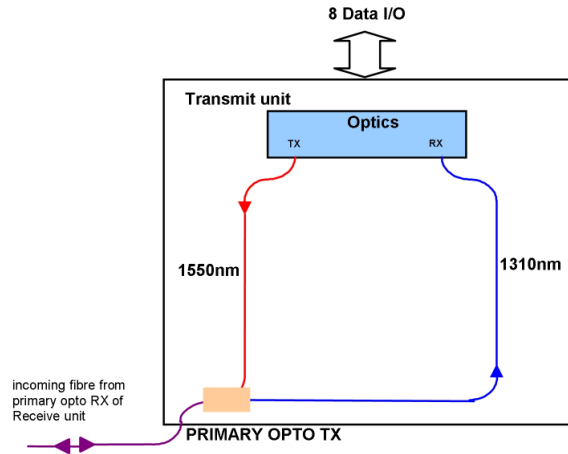 8 Data I/O
Transmit unit
Optics
TX
RX
1550nm
1310nm
incoming fibre from
primary opto RX of
Receive unit
PRIMARY OPTO TX